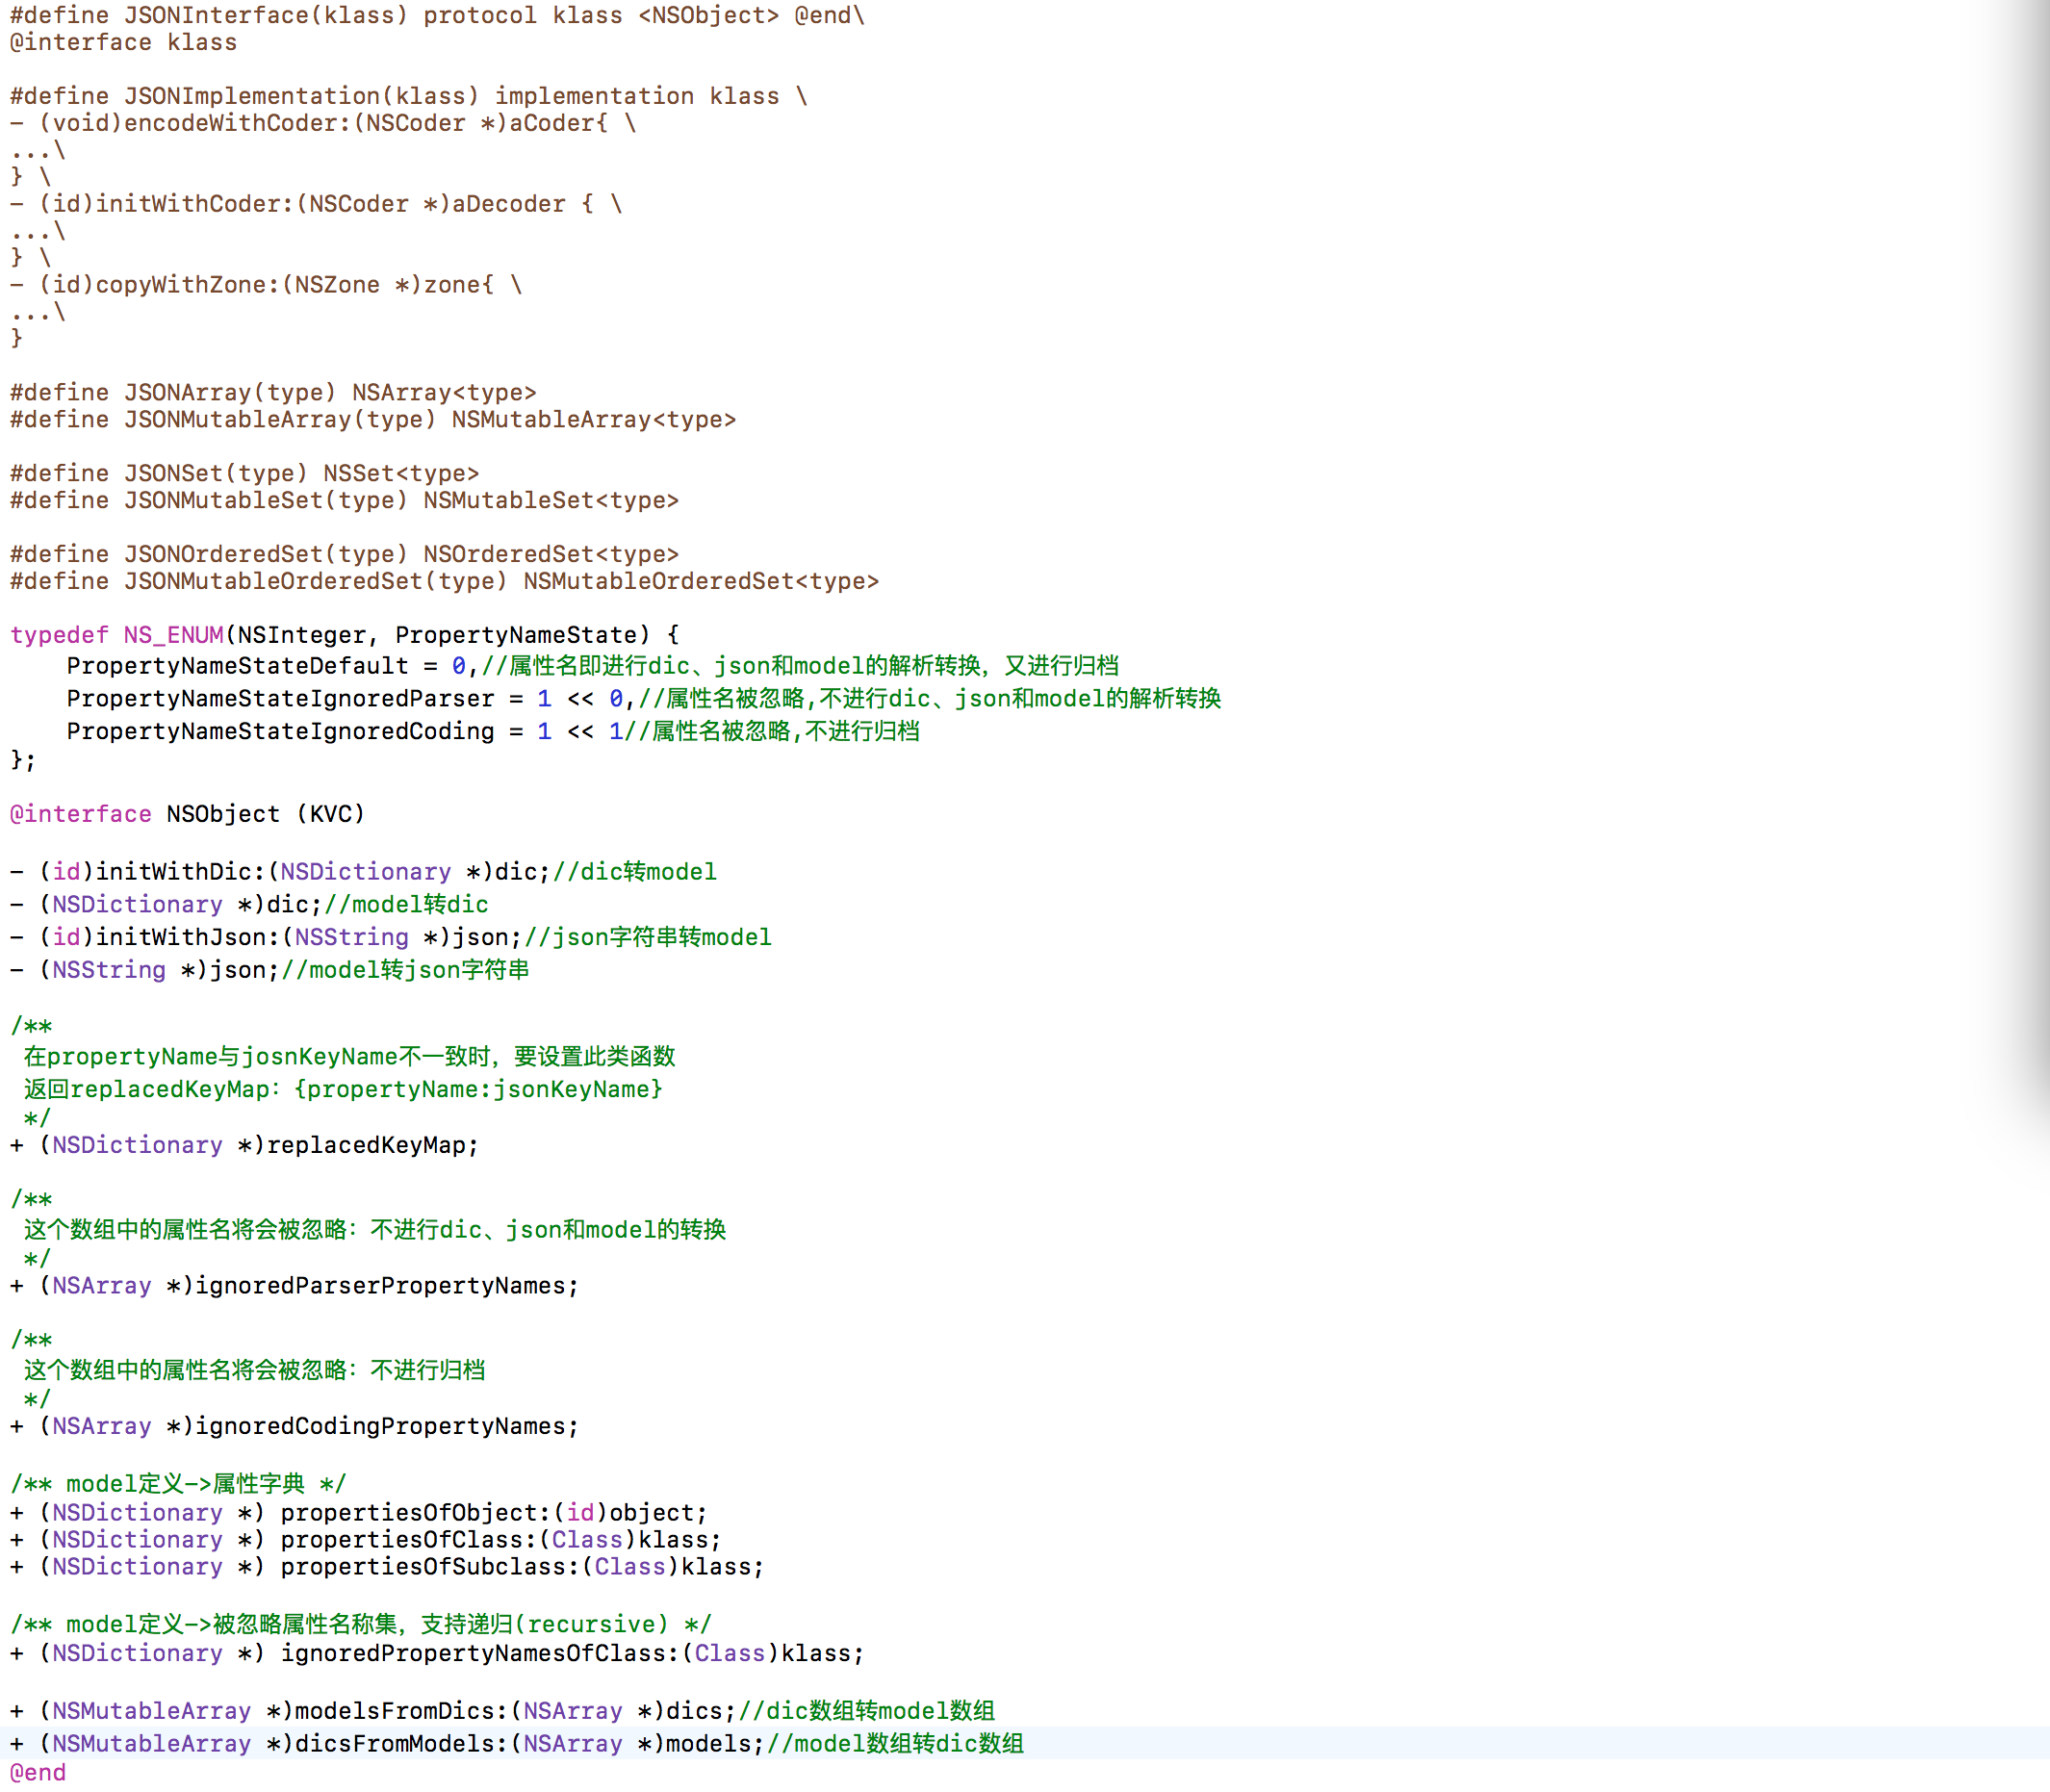 #define JSONInterface(klass) protocol klass <NSObject> @end\
@interface klass
#define JSONImplementation(klass) implementation klass \
- (void)encodeWithCoder:(NSCoder *)aCoder{ \
...\
} \
- (id)initWithCoder:(NSCoder *)aDecoder { \
...\
} \
- (id)copyWithZone:(NSZone *)zone{ \
...\
}
#define JSONArray(type) NSArray<type>
#define JSONMutableArray(type) NSMutableArray<type>
#define JSONSet(type) NSSet<type>
#define JSONMutableSet(type) NSMutableSet<type>
#define JSONOrderedSet(type) NSOrderedSet<type>
#define JSONMutableOrderedSet(type) NSMutableOrderedSet<type>
typedef NS_ENUM(NSInteger, PropertyNameState) {
    PropertyNameStateDefault = 0,//属性名即进行dic、json和model的解析转换，又进行归档
    PropertyNameStateIgnoredParser = 1 << 0,//属性名被忽略,不进行dic、json和model的解析转换
    PropertyNameStateIgnoredCoding = 1 << 1//属性名被忽略,不进行归档
};
@interface NSObject (KVC)
- (id)initWithDic:(NSDictionary *)dic;//dic转model
- (NSDictionary *)dic;//model转dic
- (id)initWithJson:(NSString *)json;//json字符串转model
- (NSString *)json;//model转json字符串
/**
 在propertyName与josnKeyName不一致时，要设置此类函数
 返回replacedKeyMap：{propertyName:jsonKeyName}
 */
+ (NSDictionary *)replacedKeyMap;
/**
 这个数组中的属性名将会被忽略：不进行dic、json和model的转换
 */
+ (NSArray *)ignoredParserPropertyNames;
/**
 这个数组中的属性名将会被忽略：不进行归档
 */
+ (NSArray *)ignoredCodingPropertyNames;
/** model定义->属性字典 */
+ (NSDictionary *) propertiesOfObject:(id)object;
+ (NSDictionary *) propertiesOfClass:(Class)klass;
+ (NSDictionary *) propertiesOfSubclass:(Class)klass;
/** model定义->被忽略属性名称集，支持递归(recursive) */
+ (NSDictionary *) ignoredPropertyNamesOfClass:(Class)klass;
+ (NSMutableArray *)modelsFromDics:(NSArray *)dics;//dic数组转model数组
+ (NSMutableArray *)dicsFromModels:(NSArray *)models;//model数组转dic数组
@end